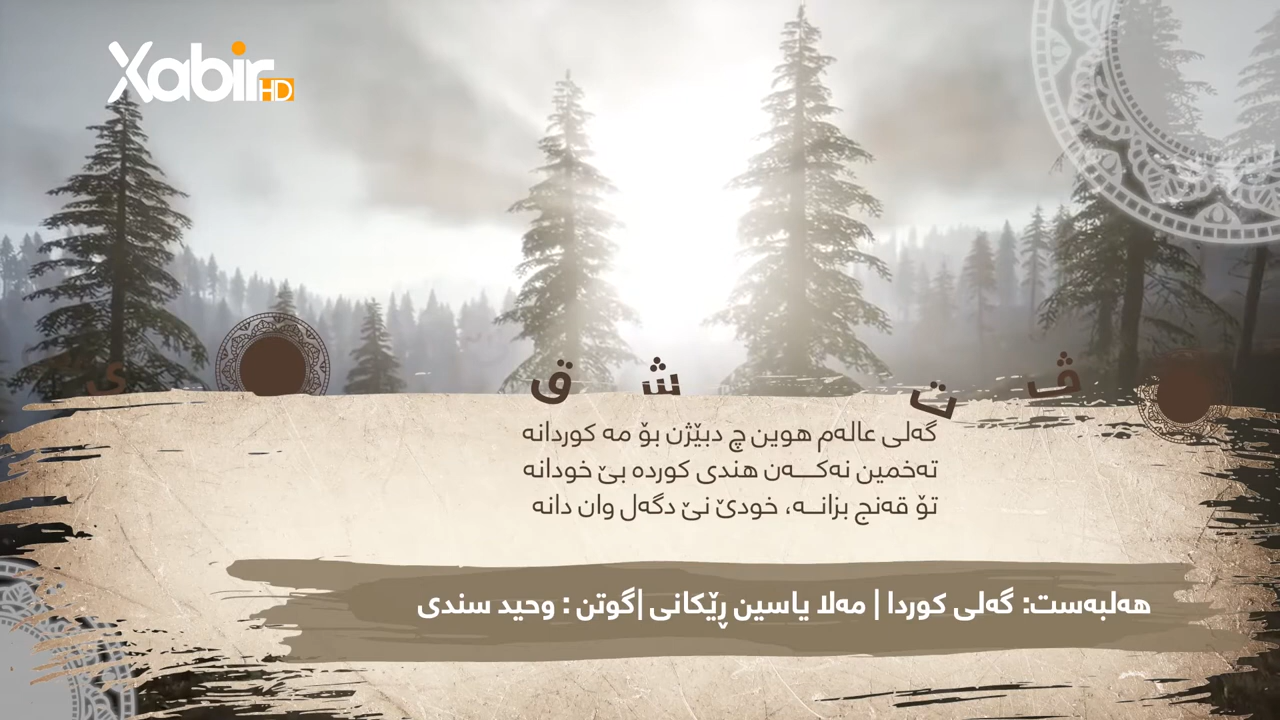 Xabir HD
ی ق ش ت ڤ
گەلی عالەم هوین چ دبێژن بۆ مە کوردانە
تەخمین نەکـــەن هندی کوردە بێ خودانە
تۆ قەنج بزانـــە، خودێ نێ دگەل وان دانە
هەلبەست: گەلی کوردا | مەلا یاسین ڕێکانی |گوتن : وحید سندی